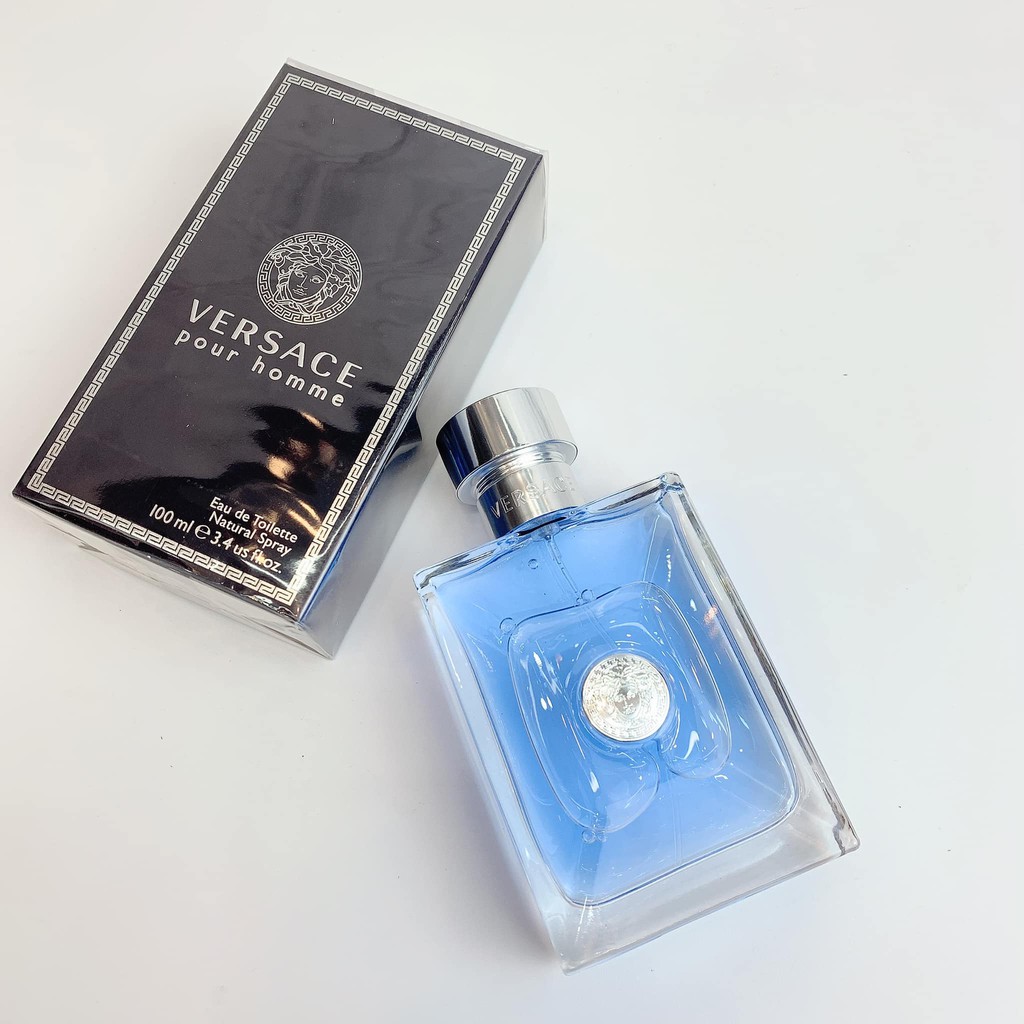 VERSACE
pour homme
Eau de Toilette
Natural Spray
100 ml ℮ 3.4 us fl. oz.
VERSACE